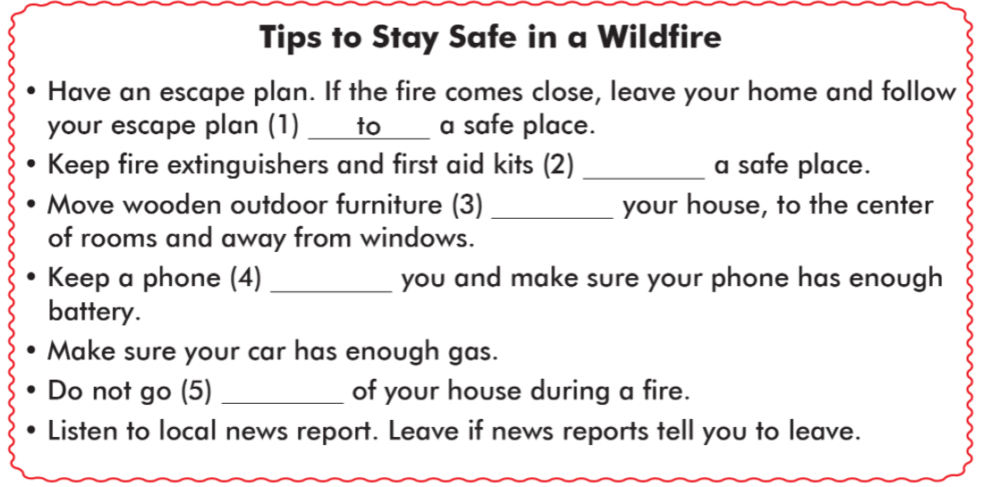 Tips to Stay Safe in a Wildfire
• Have an escape plan. If the fire comes close, leave your home and follow
your escape plan (1) ___to___ a safe place.
• Keep fire extinguishers and first aid kits (2) ________ a safe place.
• Move wooden outdoor furniture (3) ________ your house, to the center
of rooms and away from windows.
• Keep a phone (4) ________ you and make sure your phone has enough
battery.
• Make sure your car has enough gas.
• Do not go (5) ________ of your house during a fire.
• Listen to local news report. Leave if news reports tell you to leave.